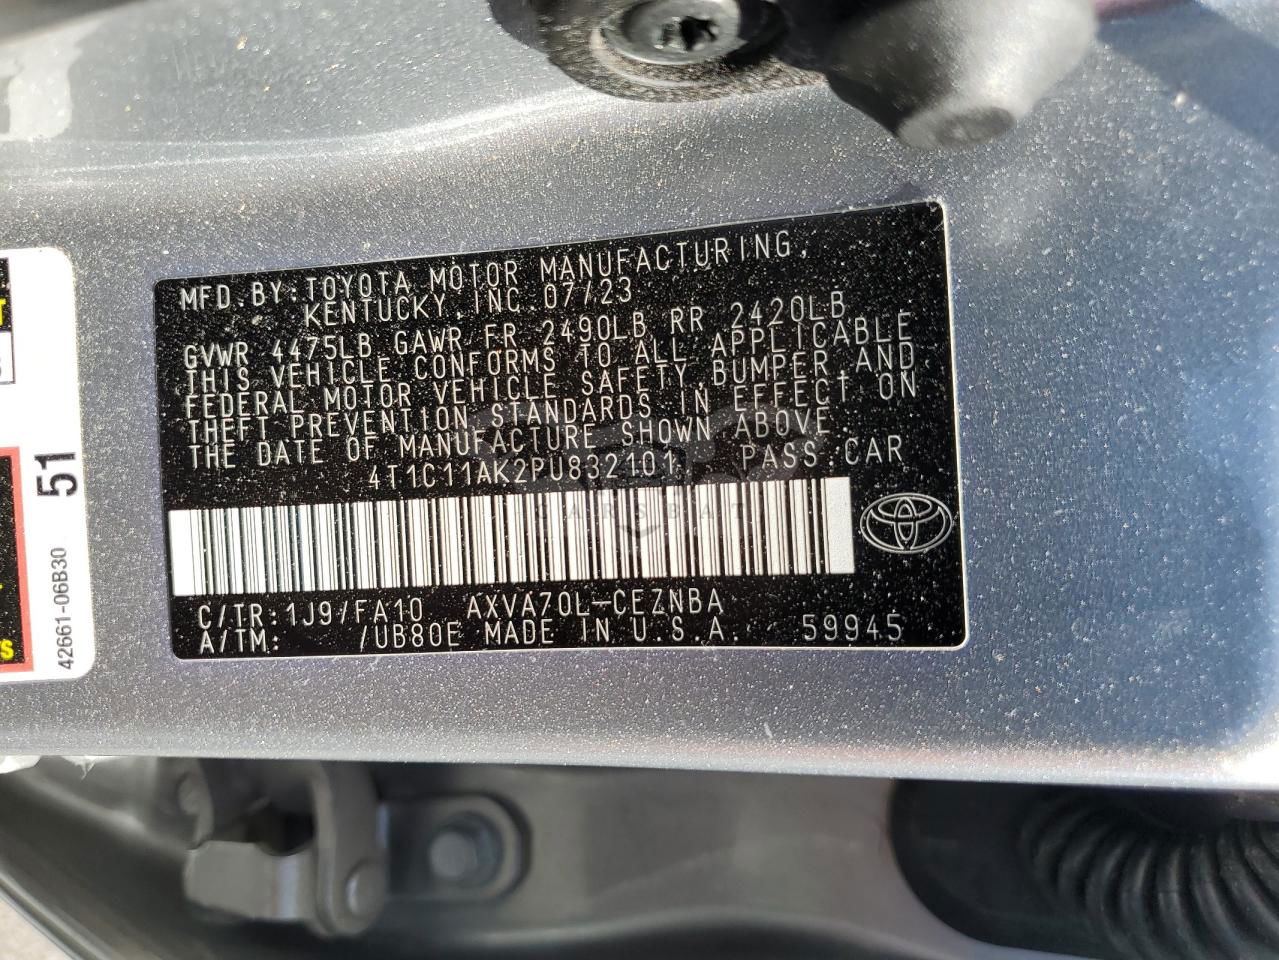 MFD.BY:TOYOTA MOTOR MANUFACTURING,
KENTUCKY, INC.07/23
GVWR 4475LB GAWR FR 2490LB RR 2420LB
THIS VEHICLE CONFORMS TO ALL APPLICABLE
FEDERAL MOTOR VEHICLE SAFETY,BUMPER,AND
THEFT PREVENTION STANDARDS IN EFFECT ON
THE DATE OF MANUFACTURE SHOWN ABOVE.
4T1C11AK2PU832101 PASS.CAR
CARSBAT
C/TR:1J9/FA10 AXVA70L-CEZNBA
A/TM: /UB80E MADE IN U.S.A. 59945
51
42661-06B30